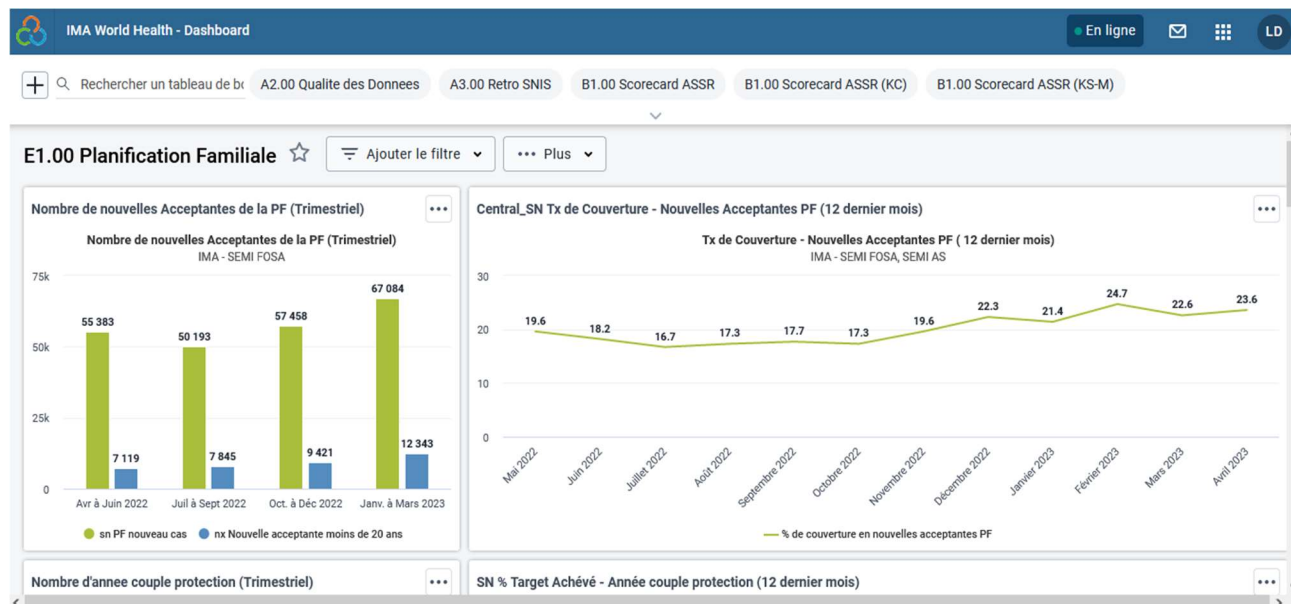 IMA World Health - Dashboard
En ligne
LD
Rechercher un tableau de bo
A2.00 Qualite des Donnees
A3.00 Retro SNIS
B1.00 Scorecard ASSR
B1.00 Scorecard ASSR (KC)
B1.00 Scorecard ASSR (KS-M)
E1.00 Planification Familiale
Ajouter le filtre
Plus
Nombre de nouvelles Acceptantes de la PF (Trimestriel)
Nombre de nouvelles Acceptantes de la PF (Trimestriel)
IMA - SEMI FOSA
75k
50k
25k
0
55 383
7 119
50 193
7 845
57 458
9 421
67 084
12 343
Avr à Juin 2022
Juil à Sept 2022
Oct. à Déc 2022
Janv. à Mars 2023
sn PF nouveau cas
nx Nouvelle acceptante moins de 20 ans
Central_SN Tx de Couverture - Nouvelles Acceptantes PF (12 dernier mois)
Tx de Couverture - Nouvelles Acceptantes PF ( 12 dernier mois)
IMA - SEMI FOSA, SEMI AS
30
20
10
0
19.6
18.2
16.7
17.3
17.7
17.3
19.6
22.3
21.4
24.7
22.6
23.6
Mai 2022
Juin 2022
Juillet 2022
Août 2022
Septembre 2022
Octobre 2022
Novembre 2022
Décembre 2022
Janvier 2023
Février 2023
Mars 2023
Avril 2023
% de couverture en nouvelles acceptantes PF
Nombre d'annee couple protection (Trimestriel)
SN % Target Achévé - Année couple protection (12 dernier mois)